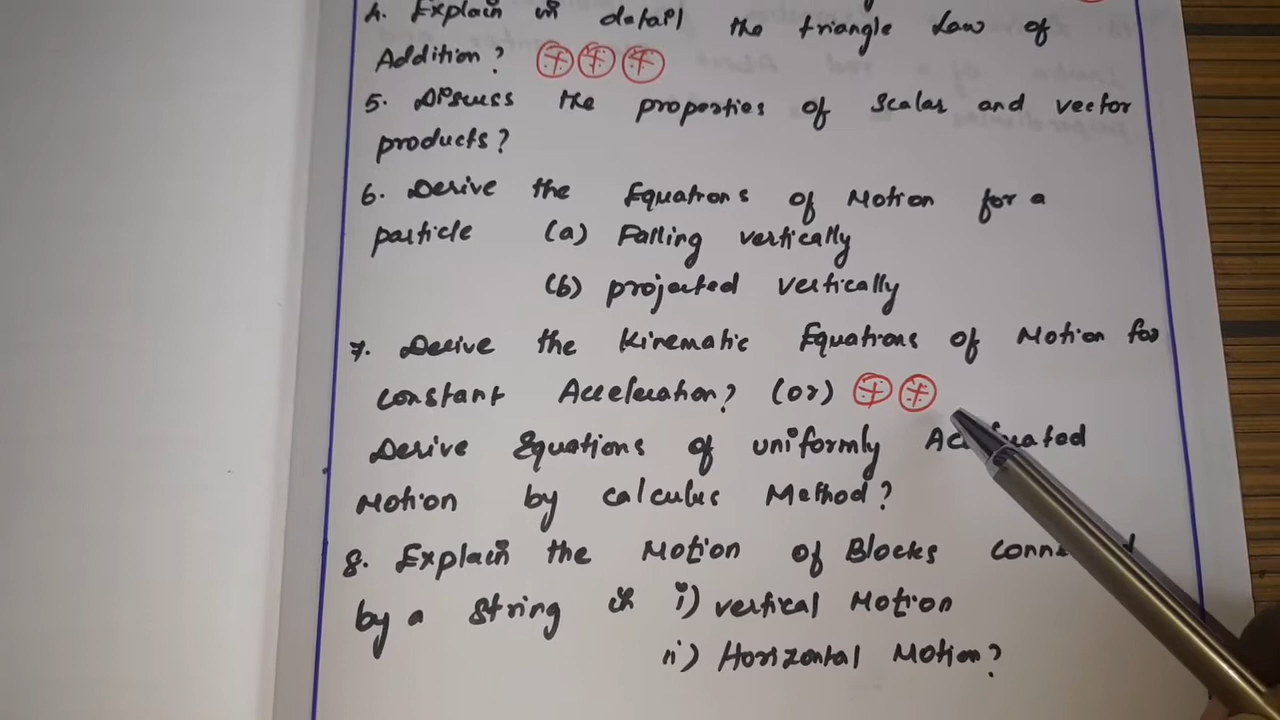 4. Explain in detail the triangle Law of
Addition?
5. Discuss the properties of scalar and vector
products?
6. Derive the Equations of Motion for a
particle (a) Falling vertically
(b) projected vertically
7. Derive the Kinematic Equations of Motion for
constant Acceleration? (or)
Derive Equations of uniformly
Motion by calculus Method?
8. Explain the Motion of Blocks
by a string in i) vertical Motion
ii) Horizontal Motion?